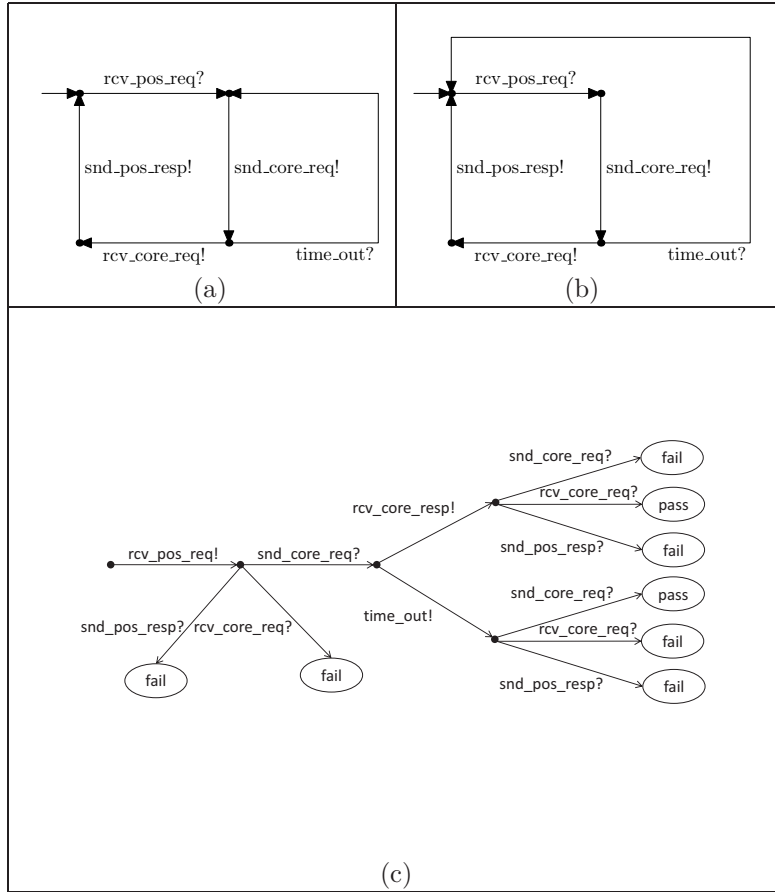 rcv_pos_req?
snd_pos_resp!
snd_core_req!
rcv_core_req!
time_out?
(a)
rcv_pos_req?
snd_pos_resp!
snd_core_req!
rcv_core_req!
time_out?
(b)
snd_core_req?
fail
rcv_core_req?
pass
rcv_core_resp!
snd_pos_resp?
fail
rcv_pos_req!
snd_core_req?
snd_core_req?
pass
time_out!
snd_pos_resp?
rcv_core_req?
rcv_core_req?
fail
fail
fail
snd_pos_resp?
fail
(c)